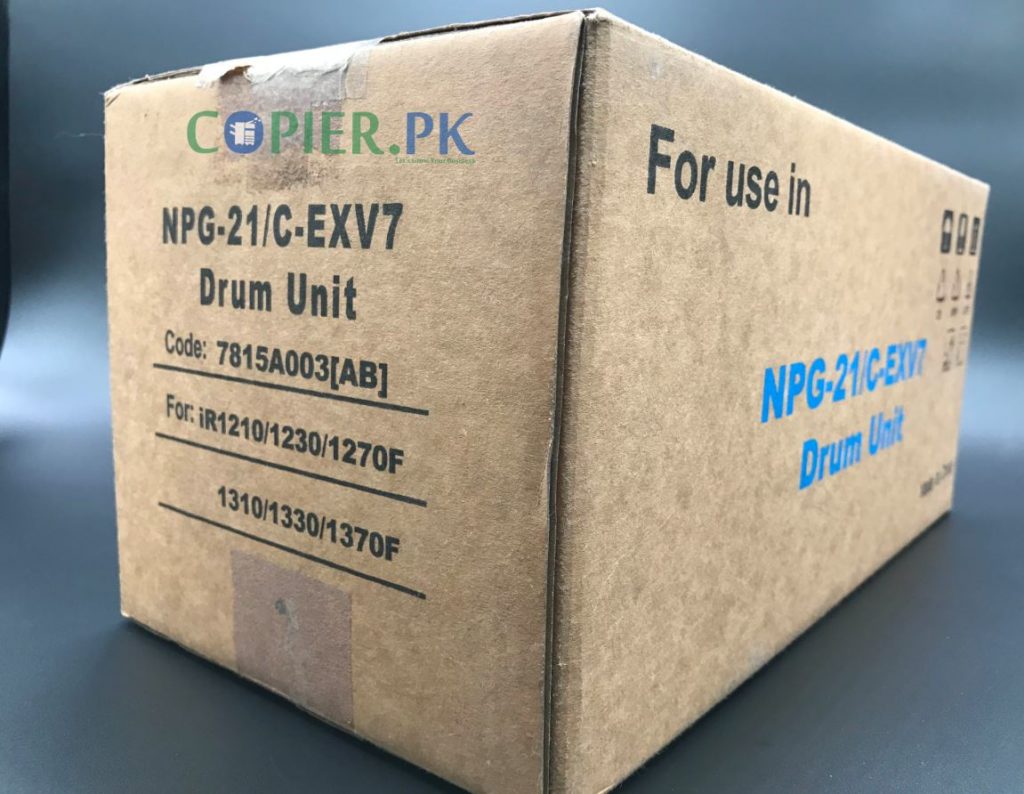 COPIER.PK
NPG-21/C-EXV7
Drum Unit
Code: 7815A003[AB]
For: iR1210/1230/1270F
1310/1330/1370F
For use in
NPG-21/C-EXV7
Drum Unit